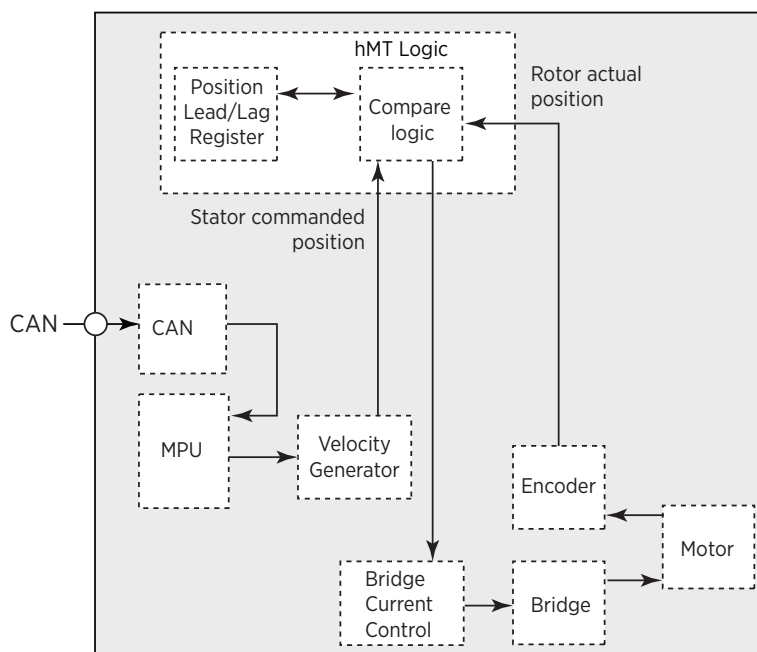 hMT Logic
Position
Lead/Lag
Register
Compare
logic
Rotor actual
position
Stator commanded
position
CAN
CAN
MPU
Velocity
Generator
Encoder
Motor
Bridge
Current
Control
Bridge